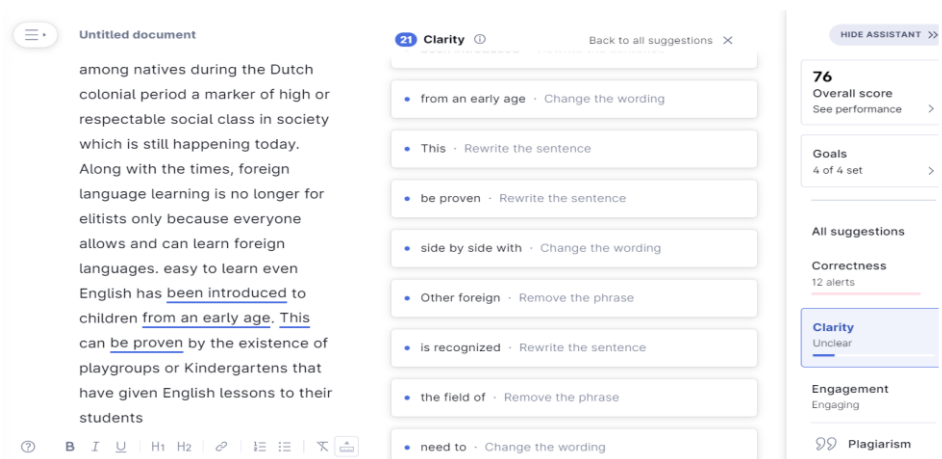 Untitled document
among natives during the Dutch
colonial period a marker of high or
respectable social class in society
which is still happening today.
Along with the times, foreign
language learning is no longer for
elitists only because everyone
allows and can learn foreign
languages. easy to learn even
English has been introduced to
children from an early age. This
can be proven by the existence of
playgroups or Kindergartens that
have given English lessons to their
students
B I U H1 H2
21 Clarity
Back to all suggestions
from an early age · Change the wording
This · Rewrite the sentence
be proven · Rewrite the sentence
side by side with · Change the wording
Other foreign · Remove the phrase
is recognized · Rewrite the sentence
the field of · Remove the phrase
need to · Change the wording
HIDE ASSISTANT
76
Overall score
See performance
Goals
4 of 4 set
All suggestions
Correctness
12 alerts
Clarity
Unclear
Engagement
Engaging
Plagiarism